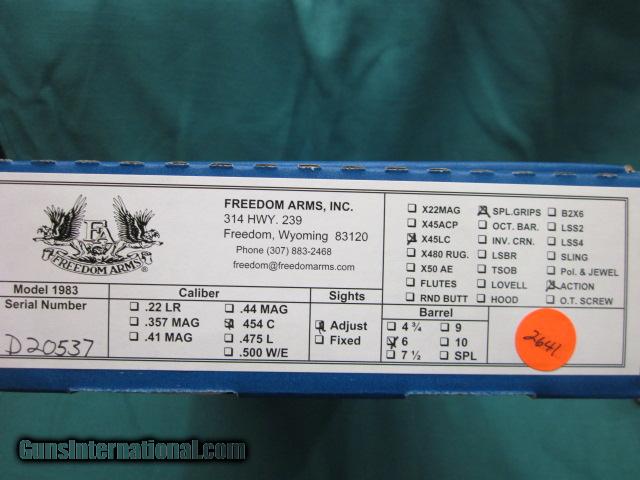 FA
FREEDOM ARMS ®
FREEDOM ARMS, INC.
314 HWY. 239
Freedom, Wyoming 83120
Phone (307) 883-2468
freedom@freedomarms.com
X22MAG SPL.GRIPS B2X6
X45ACP OCT. BAR. LSS2
X45LC INV. CRN. LSS4
X480 RUG. LSBR SLING
X50 AE TSOB Pol. & JEWEL
FLUTES LOVELL ACTION
RND BUTT HOOD O.T. SCREW
Model 1983
Serial Number
D20537
Caliber
.22 LR .44 MAG
.357 MAG 454 C
.41 MAG .475 L
.500 W/E
Sights
Adjust
Fixed
Barrel
4 ¾ 9
6 10
7 ½ SPL
2641
GunsInternational.com